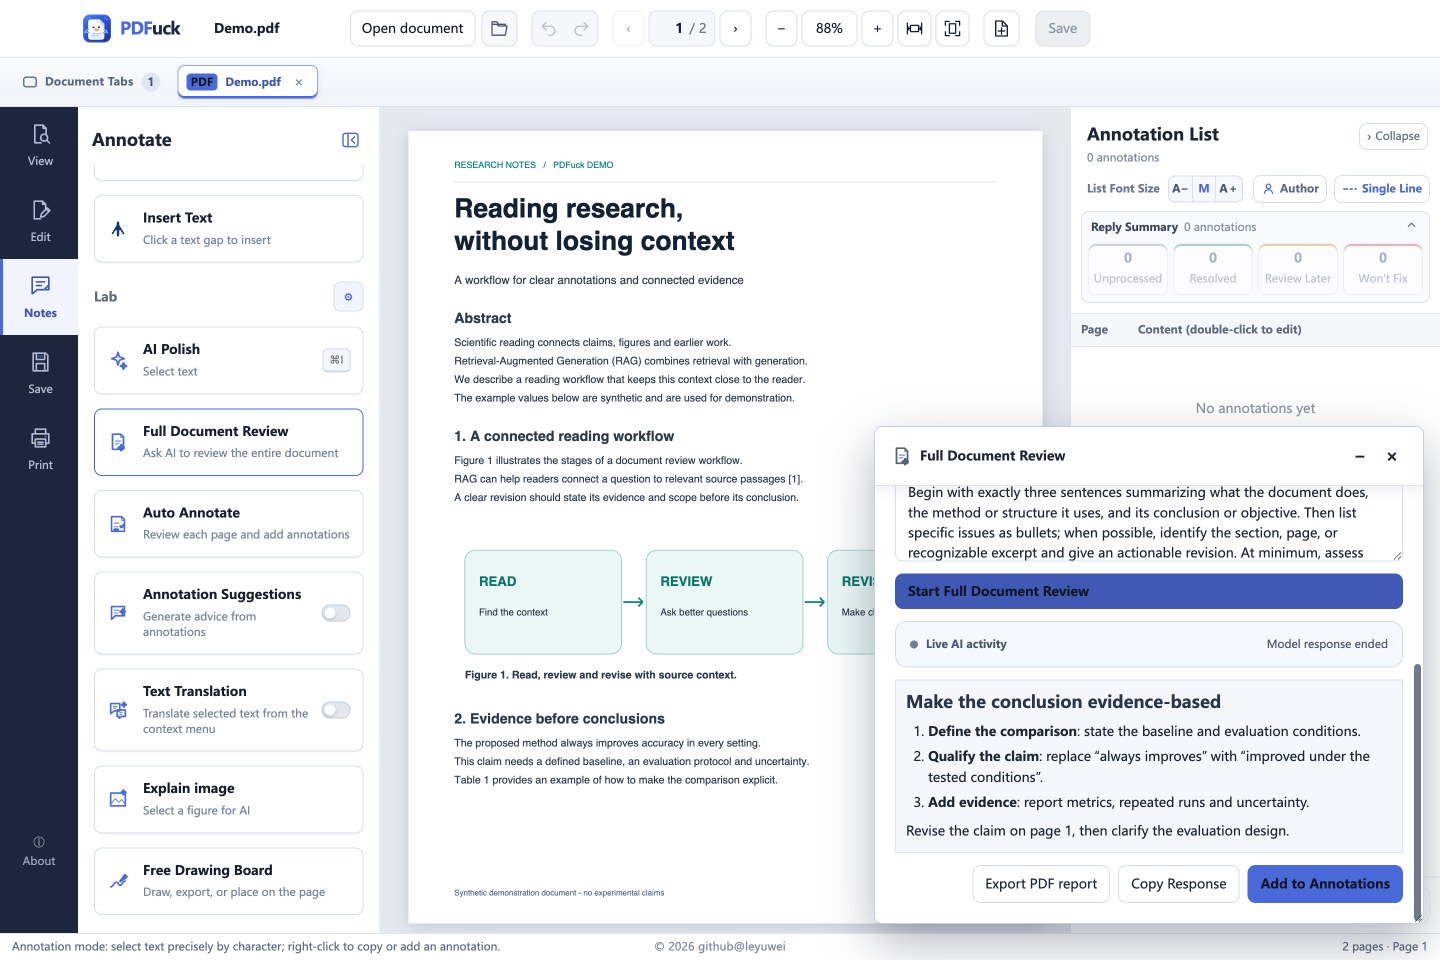 PDFuck
Demo.pdf
Open document
1 / 2
88%
Save
Document Tabs 1
PDF Demo.pdf ×
View
Edit
Notes
Save
Print
About
Annotate
Insert Text
Click a text gap to insert
Lab
AI Polish
Select text
⌘I
Full Document Review
Ask AI to review the entire document
Auto Annotate
Review each page and add annotations
Annotation Suggestions
Generate advice from
annotations
Text Translation
Translate selected text from the
context menu
Explain image
Select a figure for AI
Free Drawing Board
Draw, export, or place on the page
RESEARCH NOTES / PDFuck DEMO
Reading research,
without losing context
A workflow for clear annotations and connected evidence
Abstract
Scientific reading connects claims, figures and earlier work.
Retrieval-Augmented Generation (RAG) combines retrieval with generation.
We describe a reading workflow that keeps this context close to the reader.
The example values below are synthetic and are used for demonstration.
1. A connected reading workflow
Figure 1 illustrates the stages of a document review workflow.
RAG can help readers connect a question to relevant source passages [1].
A clear revision should state its evidence and scope before its conclusion.
READ
Find the context
REVIEW
Ask better questions
REVIS
Make cl
Figure 1. Read, review and revise with source context.
2. Evidence before conclusions
The proposed method always improves accuracy in every setting.
This claim needs a defined baseline, an evaluation protocol and uncertainty.
Table 1 provides an example of how to make the comparison explicit.
Synthetic demonstration document - no experimental claims
Annotation List
› Collapse
0 annotations
List Font Size A− M A+ Author --- Single Line
Reply Summary 0 annotations
0 Unprocessed
0 Resolved
0 Review Later
0 Won't Fix
Page Content (double-click to edit)
No annotations yet
Full Document Review
Begin with exactly three sentences summarizing what the document does,
the method or structure it uses, and its conclusion or objective. Then list
specific issues as bullets; when possible, identify the section, page, or
recognizable excerpt and give an actionable revision. At minimum, assess
Start Full Document Review
Live AI activity
Model response ended
Make the conclusion evidence-based
1. Define the comparison: state the baseline and evaluation conditions.
2. Qualify the claim: replace “always improves” with “improved under the
tested conditions”.
3. Add evidence: report metrics, repeated runs and uncertainty.
Revise the claim on page 1, then clarify the evaluation design.
Export PDF report
Copy Response
Add to Annotations
Annotation mode: select text precisely by character; right-click to copy or add an annotation.
© 2026 github@leyuwei
2 pages · Page 1